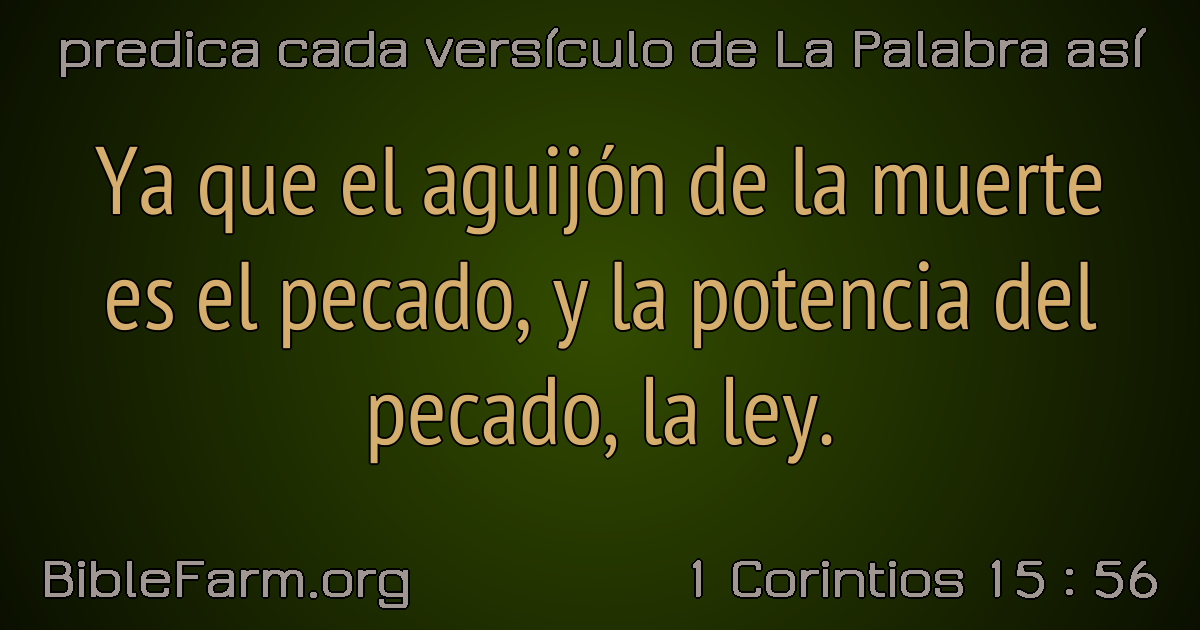 predica cada versículo de La Palabra así
Ya que el aguijón de la muerte
es el pecado, y la potencia del
pecado, la ley.
BibleFarm.org
1 Corintios 15 : 56